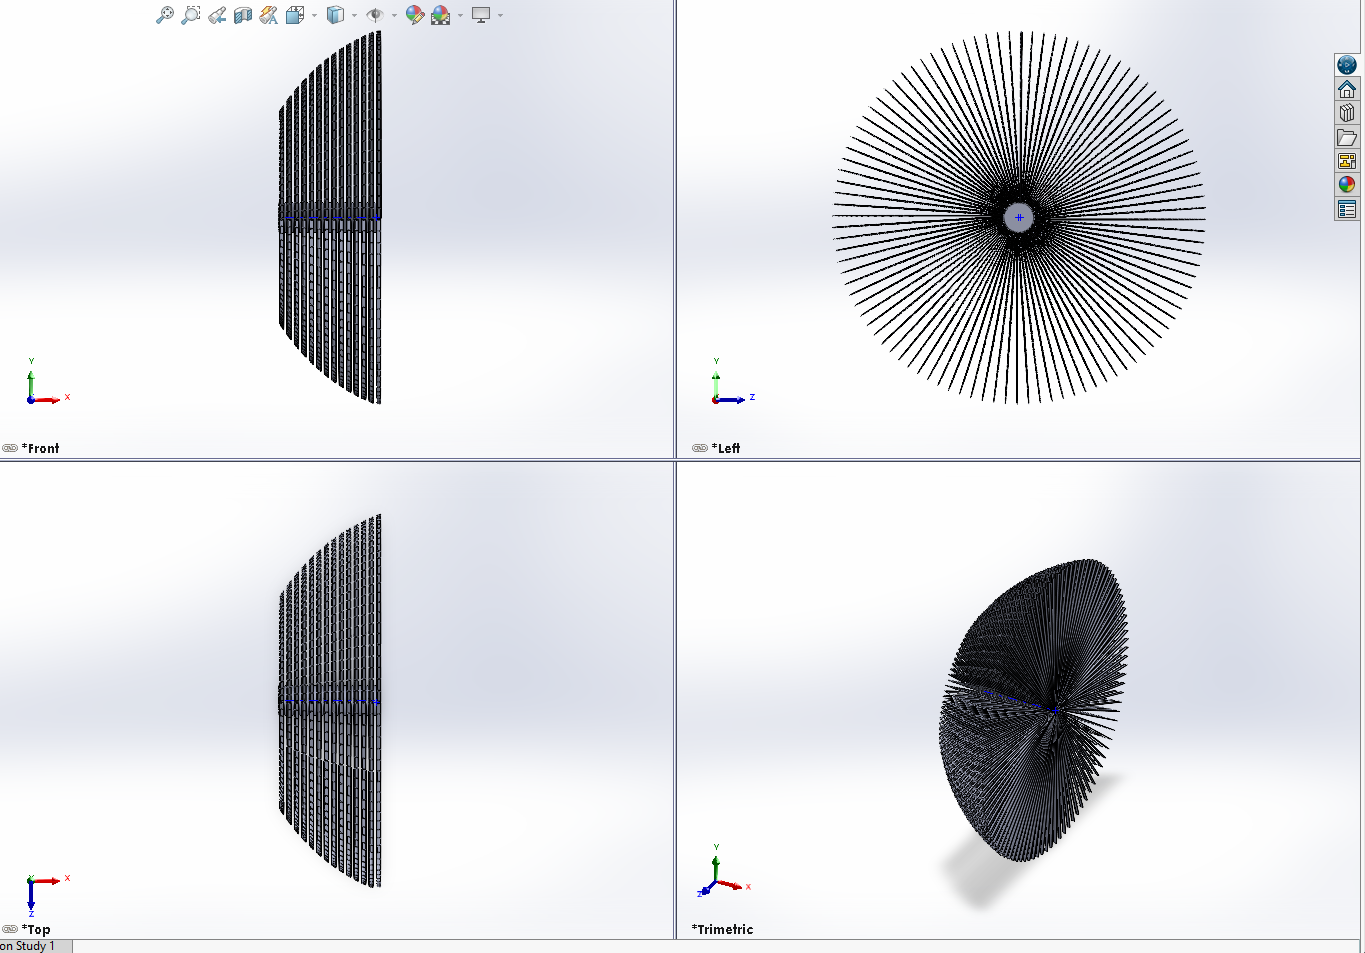 Y
X
*Front
Y
Z
*Left
Y
X
Z
*Top
Y
X
Z
*Trimetric
on Study 1